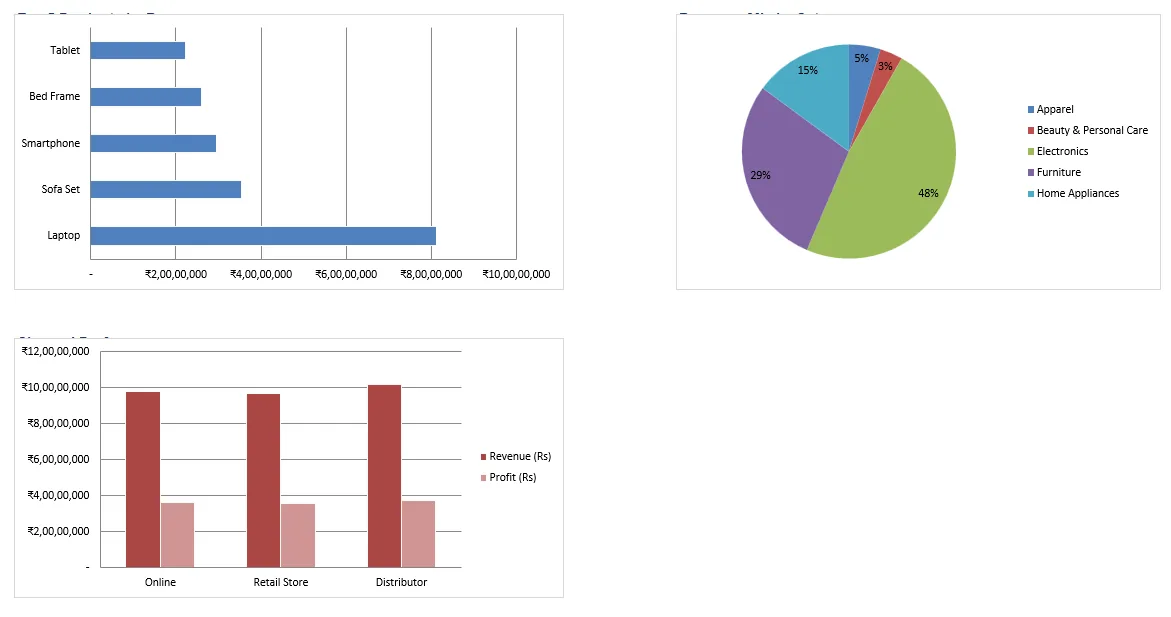 Tablet
Bed Frame
Smartphone
Sofa Set
Laptop
- ₹2,00,00,000 ₹4,00,00,000 ₹6,00,00,000 ₹8,00,00,000 ₹10,00,00,000
5%
3%
15%
29%
48%
Apparel
Beauty & Personal Care
Electronics
Furniture
Home Appliances
₹12,00,00,000
₹10,00,00,000
₹8,00,00,000
₹6,00,00,000
₹4,00,00,000
₹2,00,00,000
-
Online Retail Store Distributor
Revenue (Rs)
Profit (Rs)